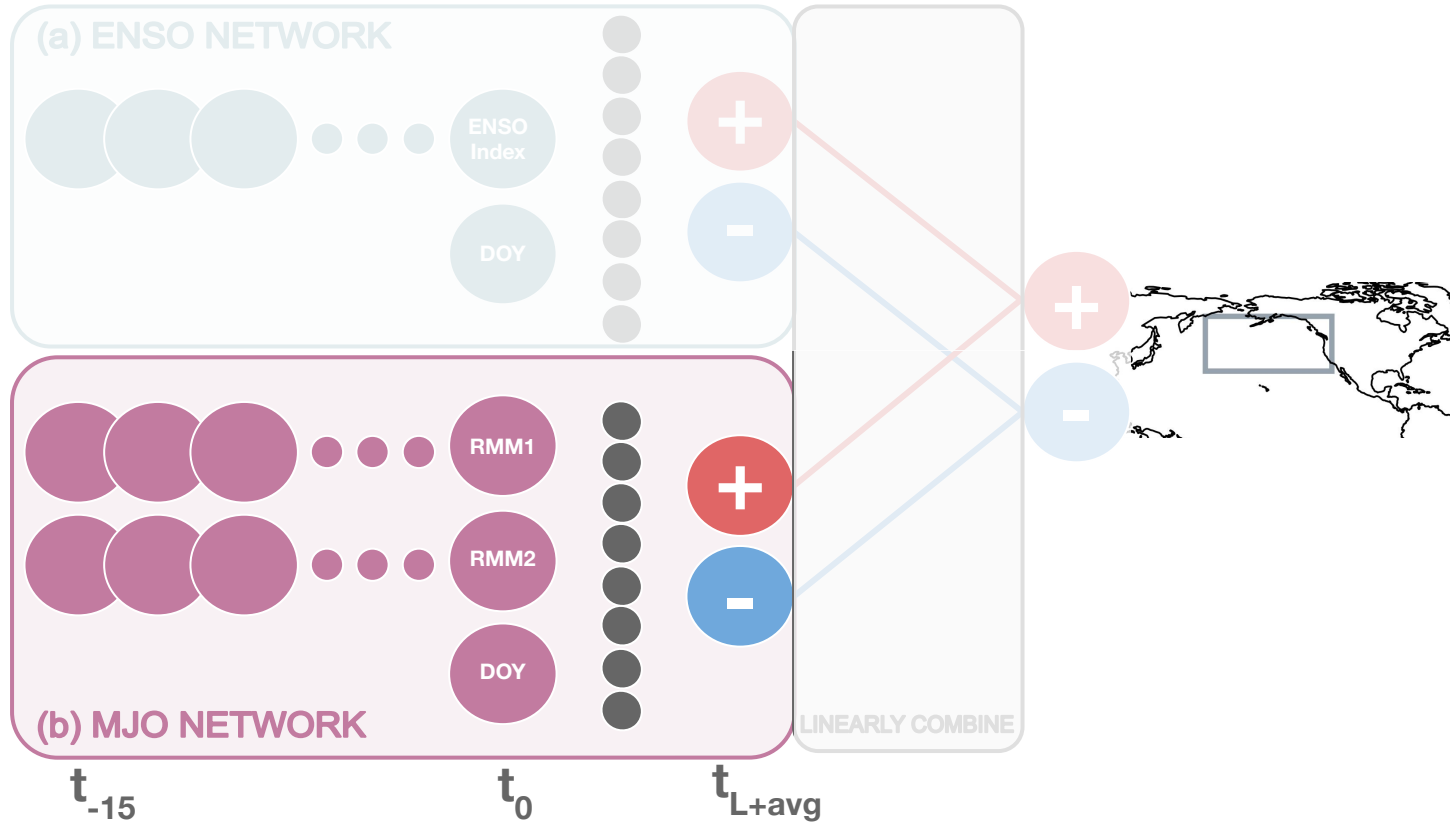 (a) ENSO NETWORK
ENSO
Index
+
-
DOY
+
-
RMM1
+
RMM2
-
DOY
(b) MJO NETWORK
LINEARLY COMBINE
t-15
t0
tL+avg